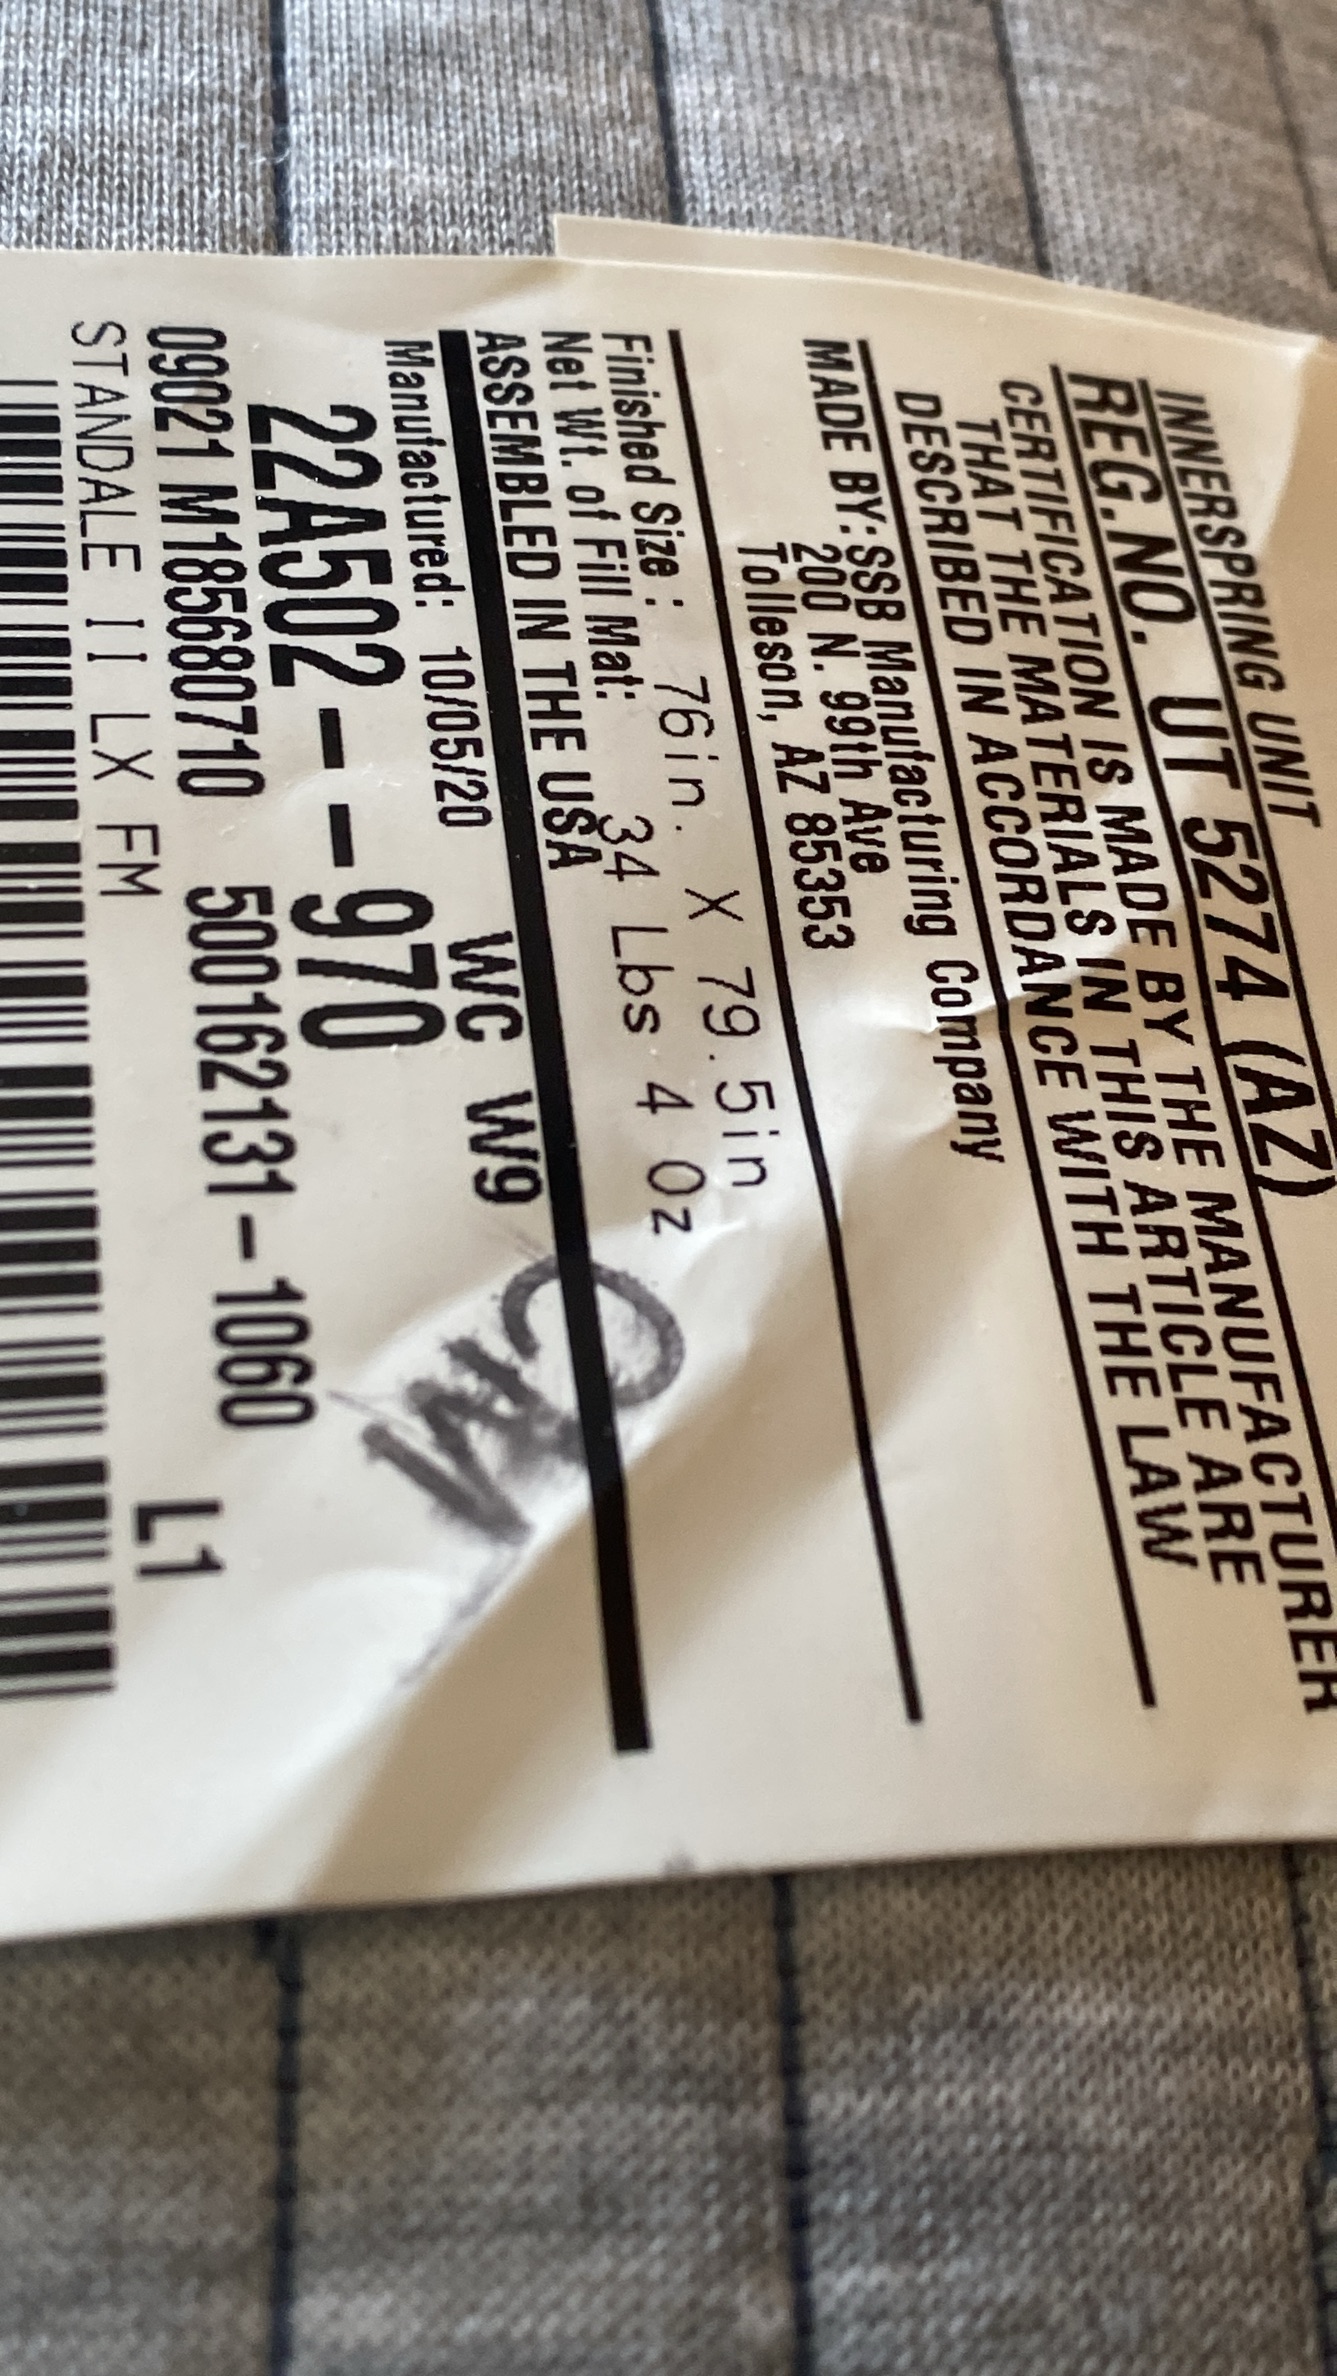 INNERSPRING UNIT
REG.NO. UT 5274 (AZ)
CERTIFICATION IS MADE BY THE MANUFACTURER
THAT THE MATERIALS IN THIS ARTICLE ARE
DESCRIBED IN ACCORDANCE WITH THE LAW
MADE BY:SSB Manufacturing Company
200 N. 99th Ave
Tolleson, AZ 85353
Finished Size: 76in. X 79.5in
Net Wt. of Fill Mat: 34 Lbs 4 Oz
ASSEMBLED IN THE USA
Manufactured: 10/05/20 WC W9
22A502--970
09021 M185680710 500162131-1060 L1
STANDALE II LX FM